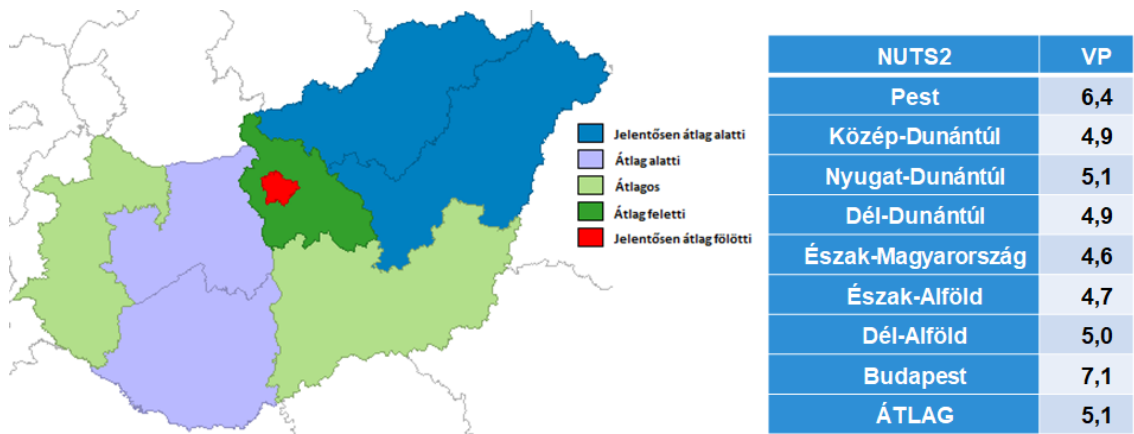 Jelentősen átlag alatti
Átlag alatti
Átlagos
Átlag feletti
Jelentősen átlag fölötti
NUTS2 VP
Pest 6,4
Közép-Dunántúl 4,9
Nyugat-Dunántúl 5,1
Dél-Dunántúl 4,9
Észak-Magyarország 4,6
Észak-Alföld 4,7
Dél-Alföld 5,0
Budapest 7,1
ÁTLAG 5,1